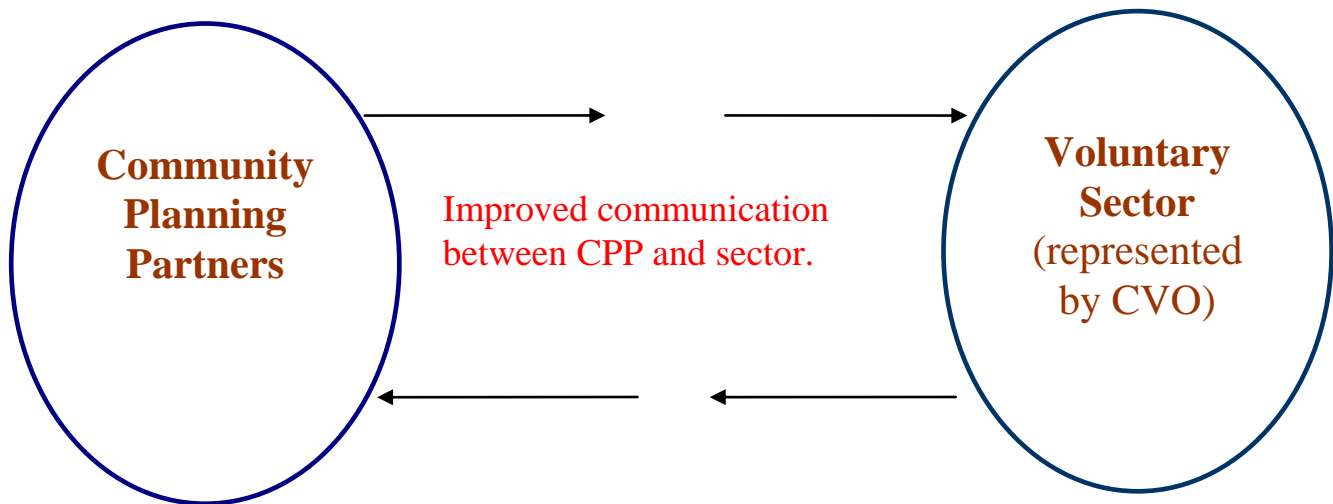 Community
Planning
Partners
Improved communication
between CPP and sector.
Voluntary
Sector
(represented
by CVO)